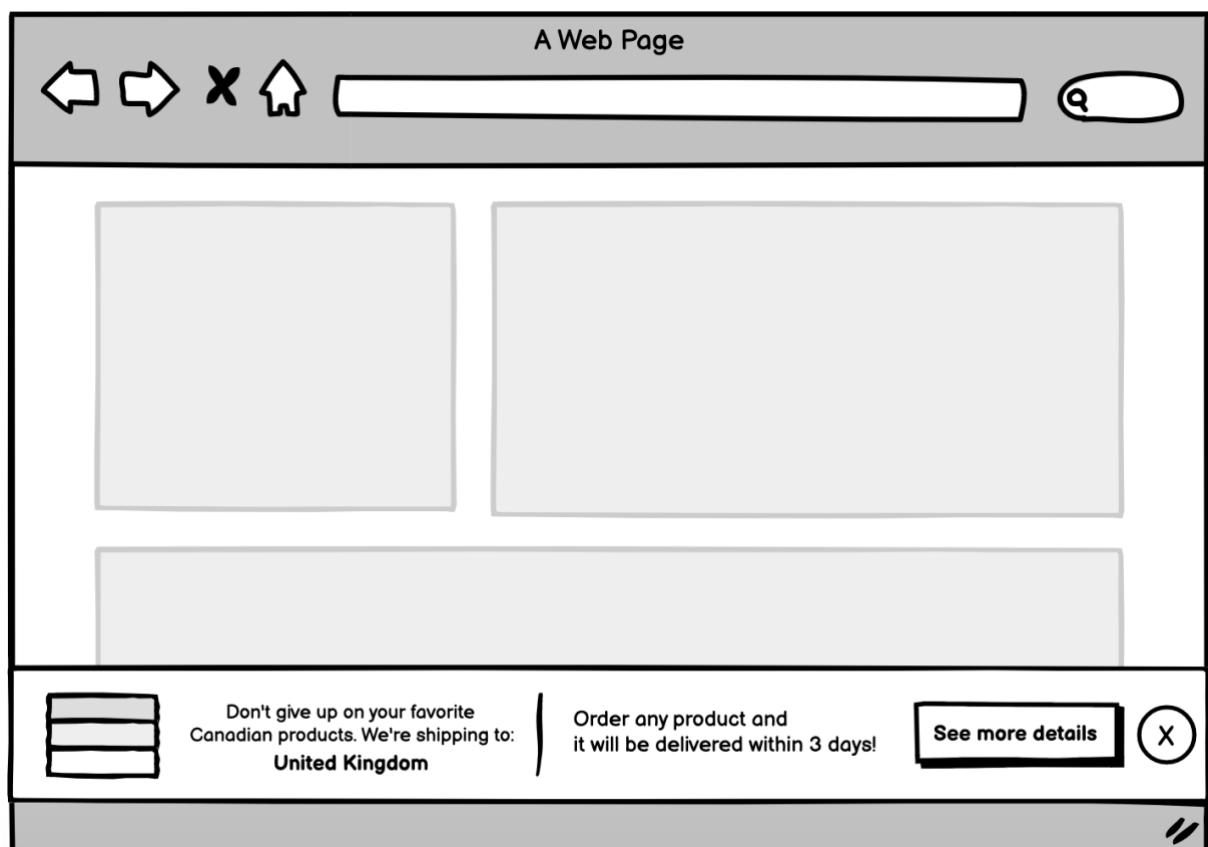 A Web Page
Don't give up on your favorite
Canadian products. We're shipping to:
United Kingdom
Order any product and
it will be delivered within 3 days!
See more details
X